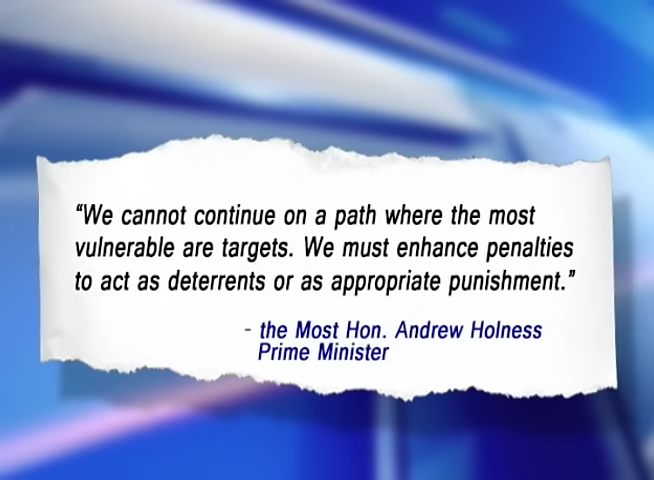 “We cannot continue on a path where the most
vulnerable are targets. We must enhance penalties
to act as deterrents or as appropriate punishment.”
- the Most Hon. Andrew Holness
Prime Minister